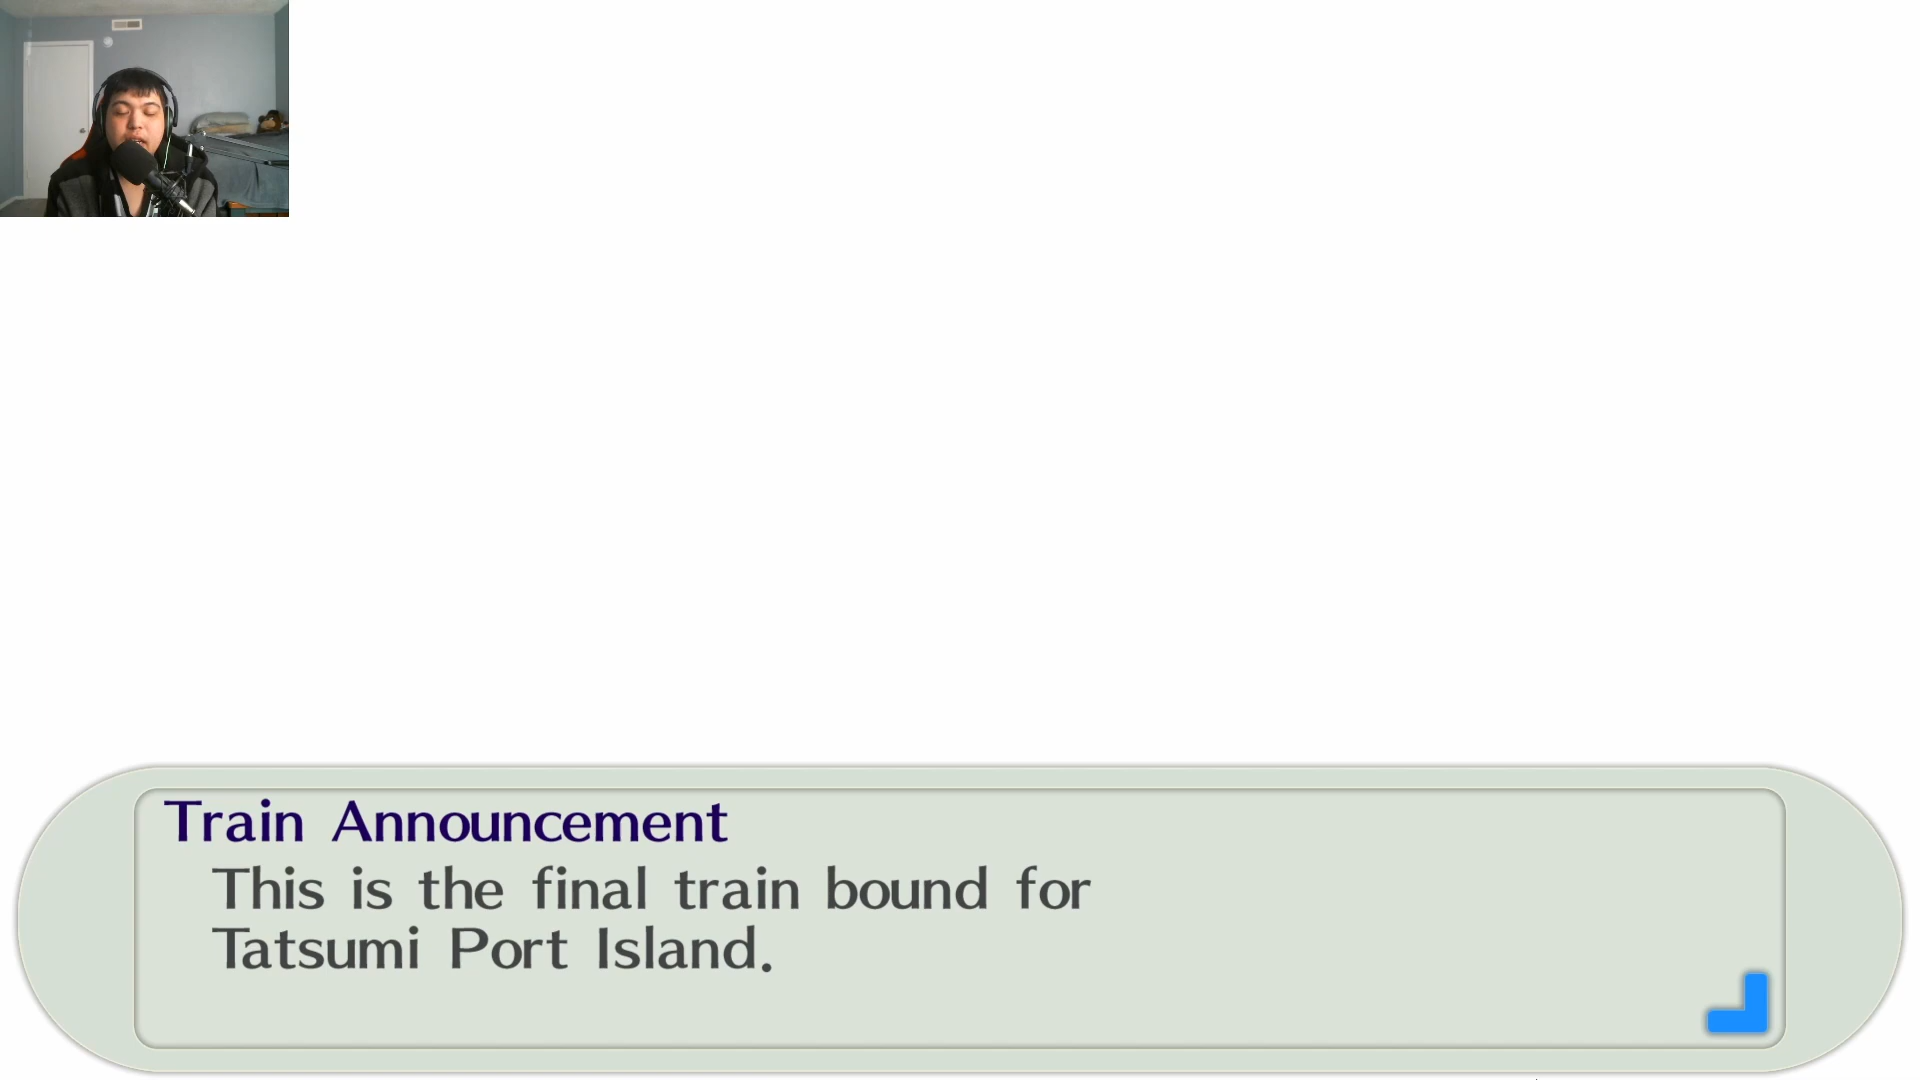 Train Announcement
This is the final train bound for
Tatsumi Port Island.